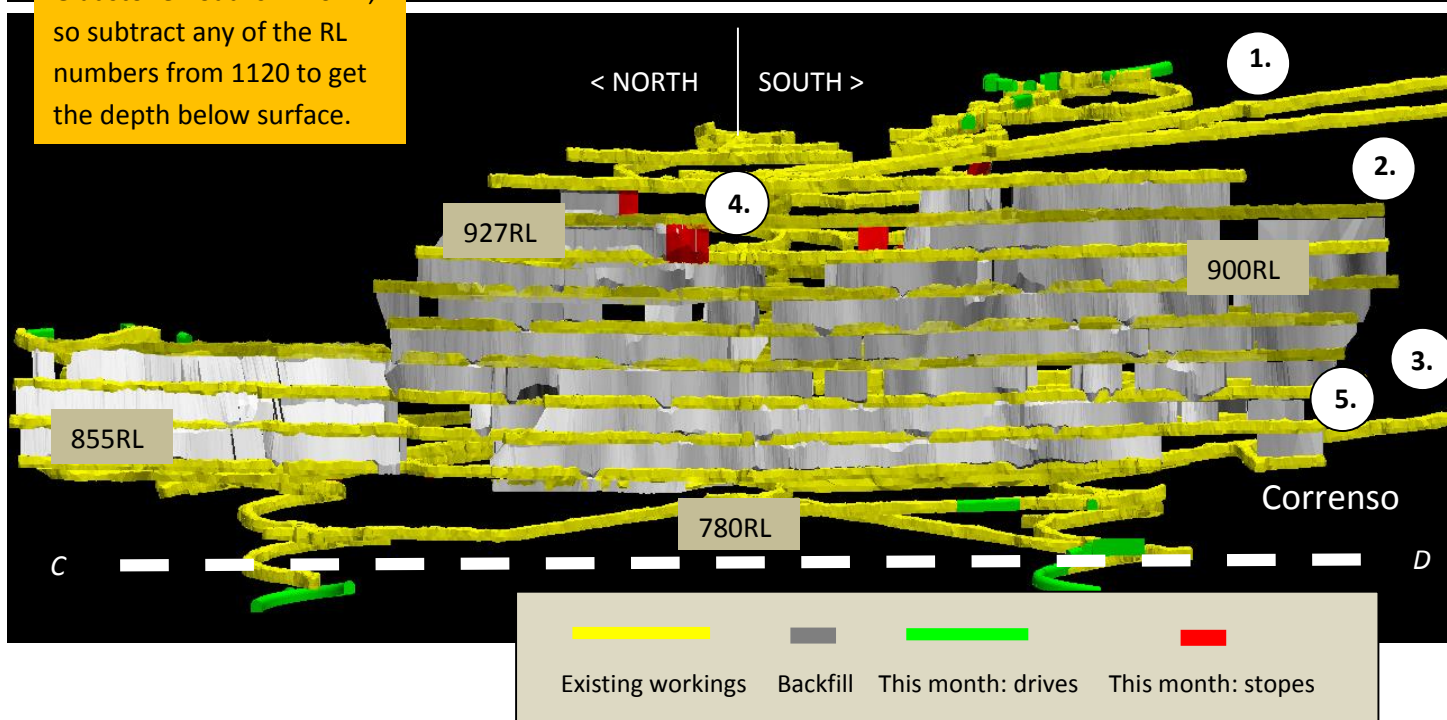 so subtract any of the RL
numbers from 1120 to get
the depth below surface.
< NORTH
SOUTH >
1.
2.
4.
927RL
900RL
3.
5.
855RL
Correnso
780RL
C
D
Existing workings
Backfill
This month: drives
This month: stopes